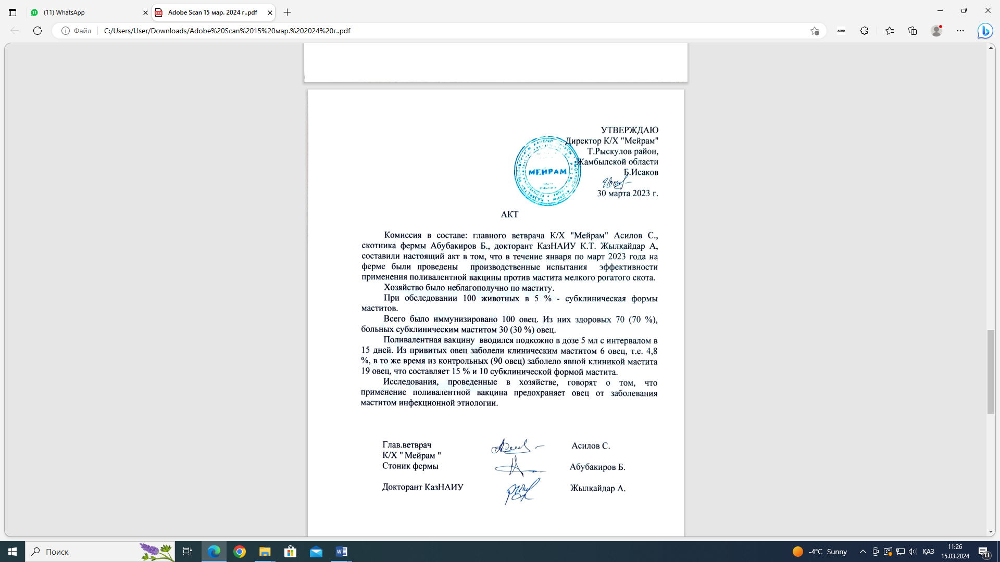 (11) WhatsApp
Adobe Scan 15 мар. 2024 г..pdf
Файл
C:/Users/User/Downloads/Adobe%20Scan%2015%20мар.%202024%20г..pdf
AERO
УТВЕРЖДАЮ
Директор К/Х "Мейрам"
Т.Рыскулов район,
Жамбылской области
Б.Исаков
МЕЙРАМ
30 марта 2023 г.
АКТ
Комиссия в составе: главного ветврача К/Х "Мейрам" Асилов С.,
скотника фермы Абубакиров Б., докторант КазНАИУ К.Т. Жылқайдар А,
составили настоящий акт в том, что в течение января по март 2023 года на
ферме были проведены производственные испытания эффективности
применения поливалентной вакцины против мастита мелкого рогатого скота.
Хозяйство было неблагополучно по маститу.
При обследовании 100 животных в 5 % - субклиническая формы
маститов.
Всего было иммунизировано 100 овец. Из них здоровых 70 (70 %),
больных субклиническим маститом 30 (30 %) овец.
Поливалентная вакцину вводился подкожно в дозе 5 мл с интервалом в
15 дней. Из привитых овец заболели клиническим маститом 6 овец, т.е. 4,8
%, в то же время из контрольных (90 овец) заболело явной клиникой мастита
19 овец, что составляет 15 % и 10 субклинической формой мастита.
Исследования, проведенные в хозяйстве, говорят о том, что
применение поливалентной вакцина предохраняет овец от заболевания
маститом инфекционной этиологии.
Глав.ветврач Асилов С.
К/Х " Мейрам "
Стоник фермы Абубакиров Б.
Докторант КазНАИУ Жылқайдар А.
Поиск
-4°C Sunny
ҚАЗ
11:26
15.03.2024
13